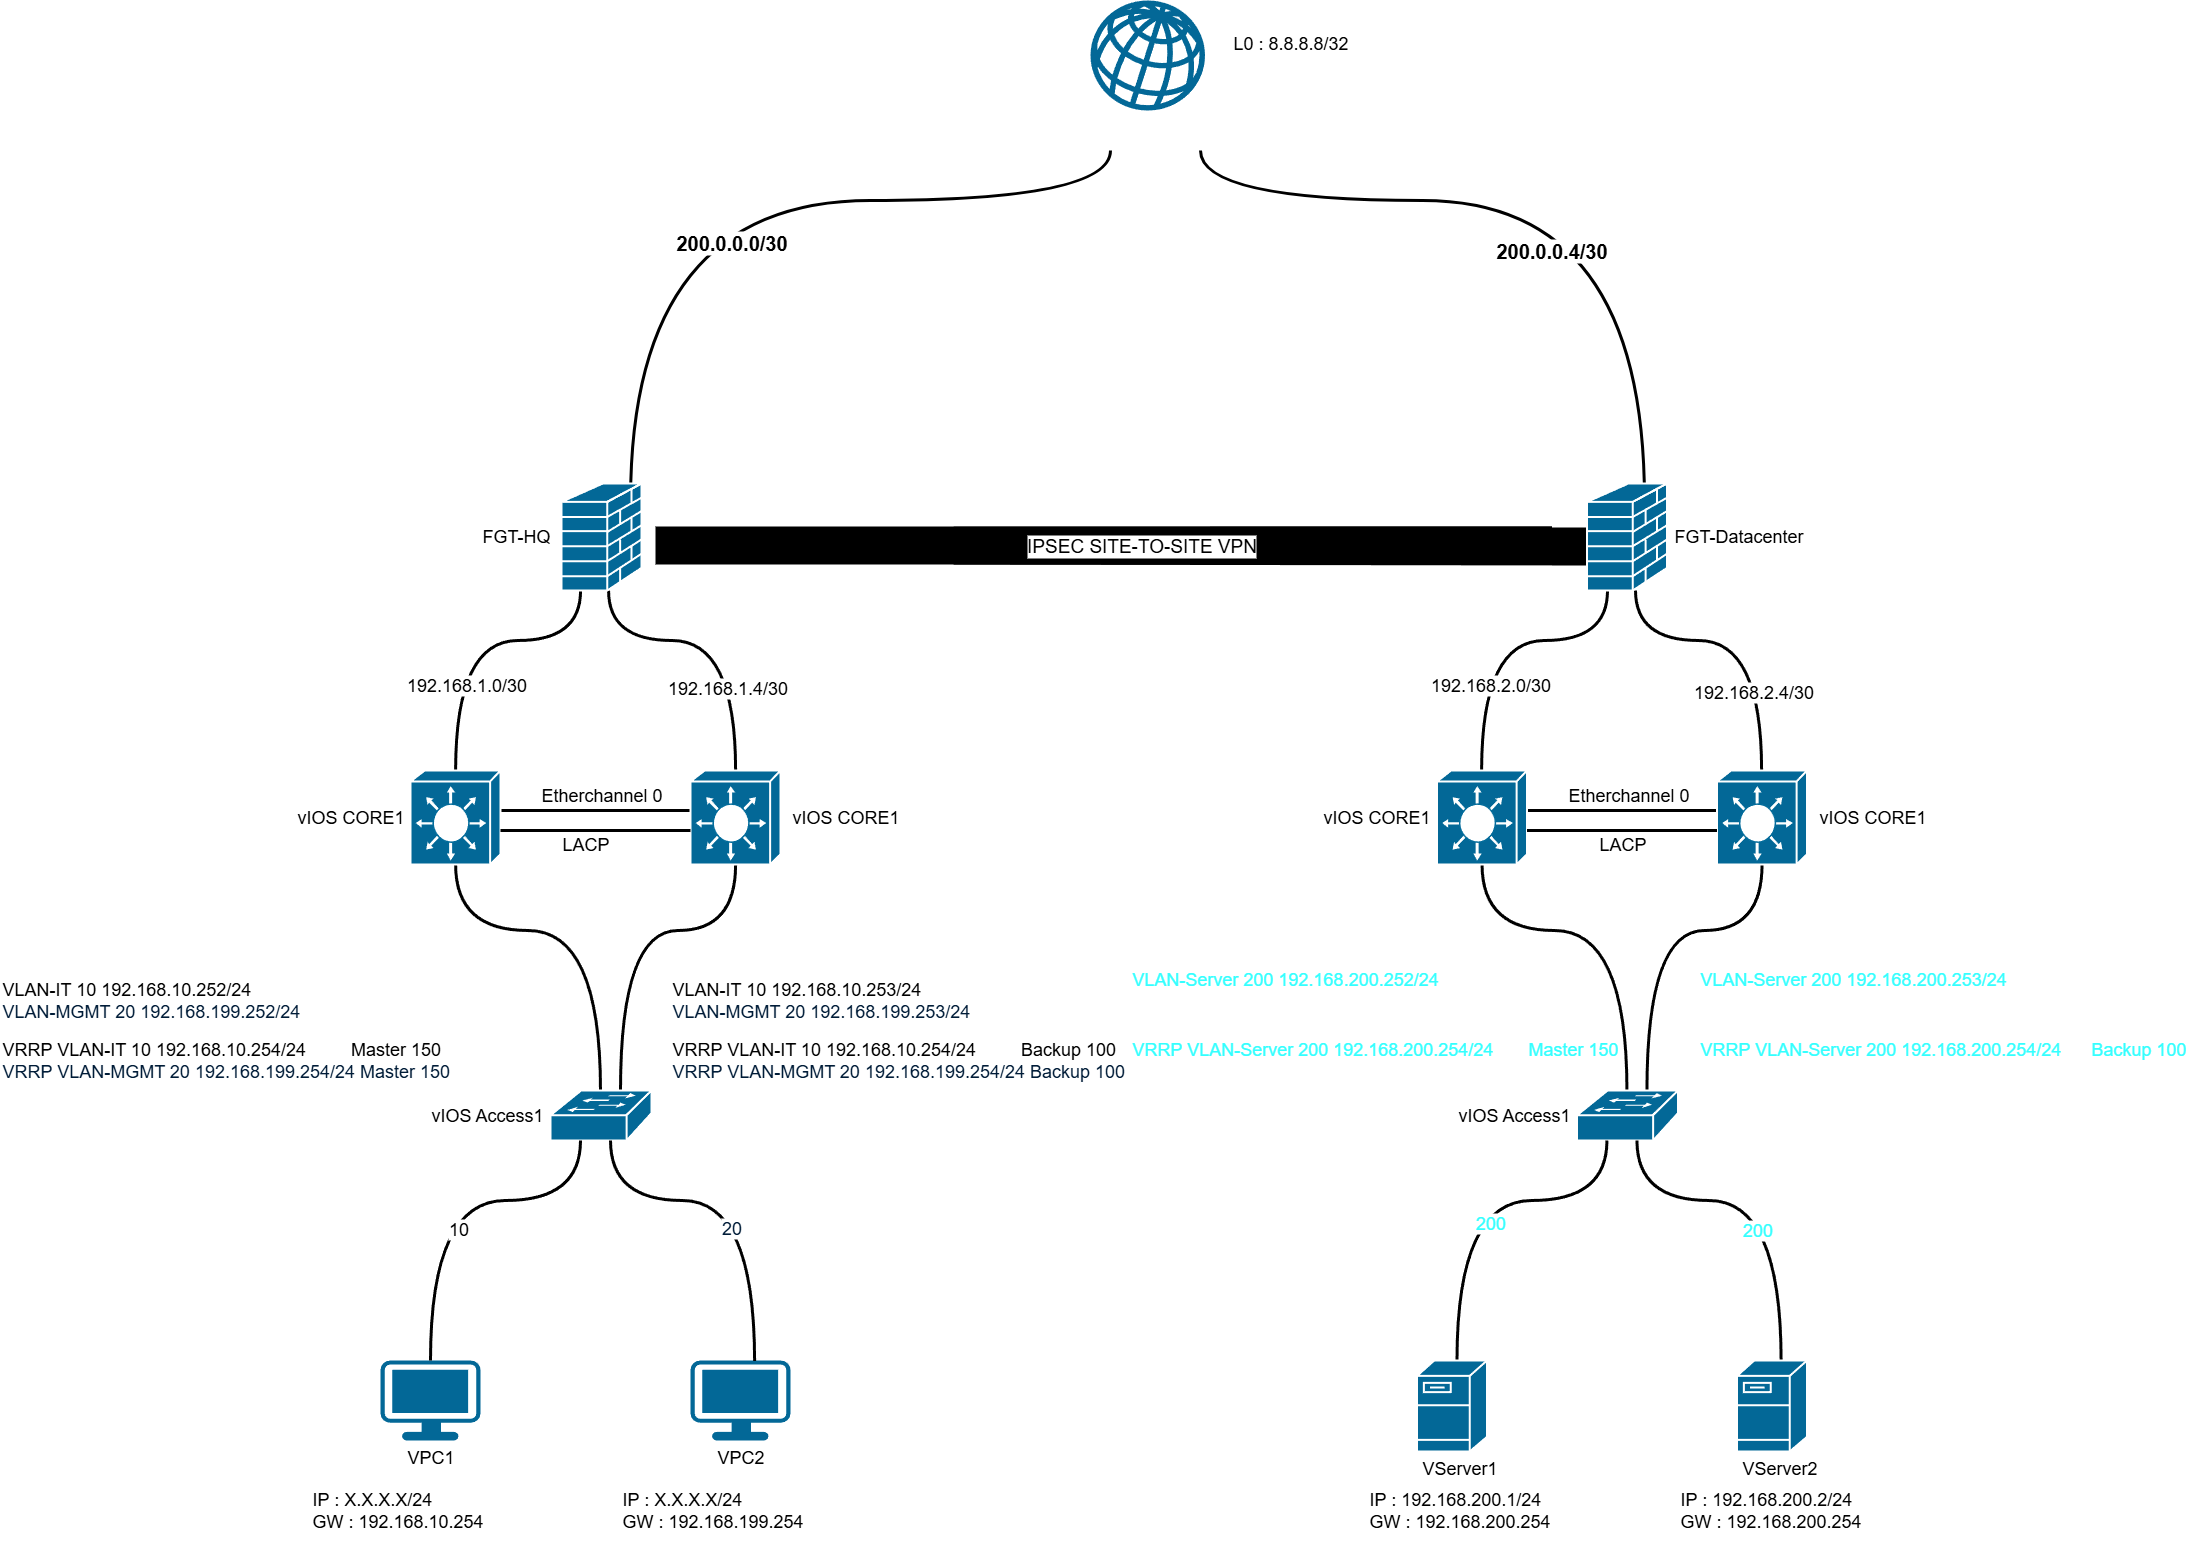 L0 : 8.8.8.8/32
200.0.0.0/30
200.0.0.4/30
FGT-HQ
IPSEC SITE-TO-SITE VPN
FGT-Datacenter
192.168.1.0/30
192.168.1.4/30
192.168.2.0/30
192.168.2.4/30
vIOS CORE1
Etherchannel 0
LACP
vIOS CORE1
vIOS CORE1
Etherchannel 0
LACP
vIOS CORE1
VLAN-IT 10 192.168.10.252/24
VLAN-MGMT 20 192.168.199.252/24
VRRP VLAN-IT 10 192.168.10.254/24 Master 150
VRRP VLAN-MGMT 20 192.168.199.254/24 Master 150
VLAN-IT 10 192.168.10.253/24
VLAN-MGMT 20 192.168.199.253/24
VRRP VLAN-IT 10 192.168.10.254/24 Backup 100
VRRP VLAN-MGMT 20 192.168.199.254/24 Backup 100
VLAN-Server 200 192.168.200.252/24
VRRP VLAN-Server 200 192.168.200.254/24 Master 150
VLAN-Server 200 192.168.200.253/24
VRRP VLAN-Server 200 192.168.200.254/24 Backup 100
vIOS Access1
vIOS Access1
10
20
200
200
VPC1
IP : X.X.X.X/24
GW : 192.168.10.254
VPC2
IP : X.X.X.X/24
GW : 192.168.199.254
VServer1
IP : 192.168.200.1/24
GW : 192.168.200.254
VServer2
IP : 192.168.200.2/24
GW : 192.168.200.254